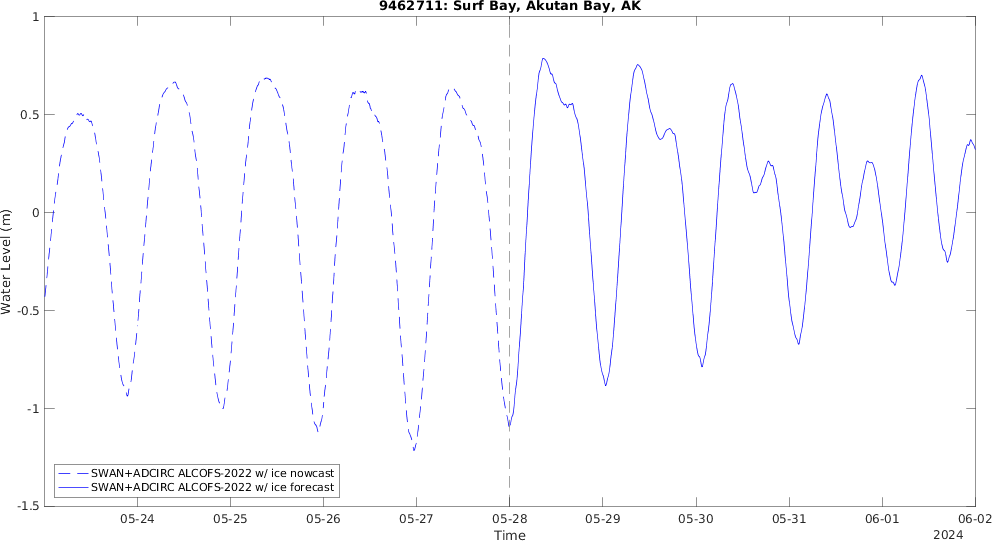 9462711: Surf Bay, Akutan Bay, AK
1
0.5
0
-0.5
-1
-1.5
Water Level (m)
SWAN+ADCIRC ALCOFS-2022 w/ ice nowcast
SWAN+ADCIRC ALCOFS-2022 w/ ice forecast
05-24 05-25 05-26 05-27 05-28 05-29 05-30 05-31 06-01 06-02
Time
2024